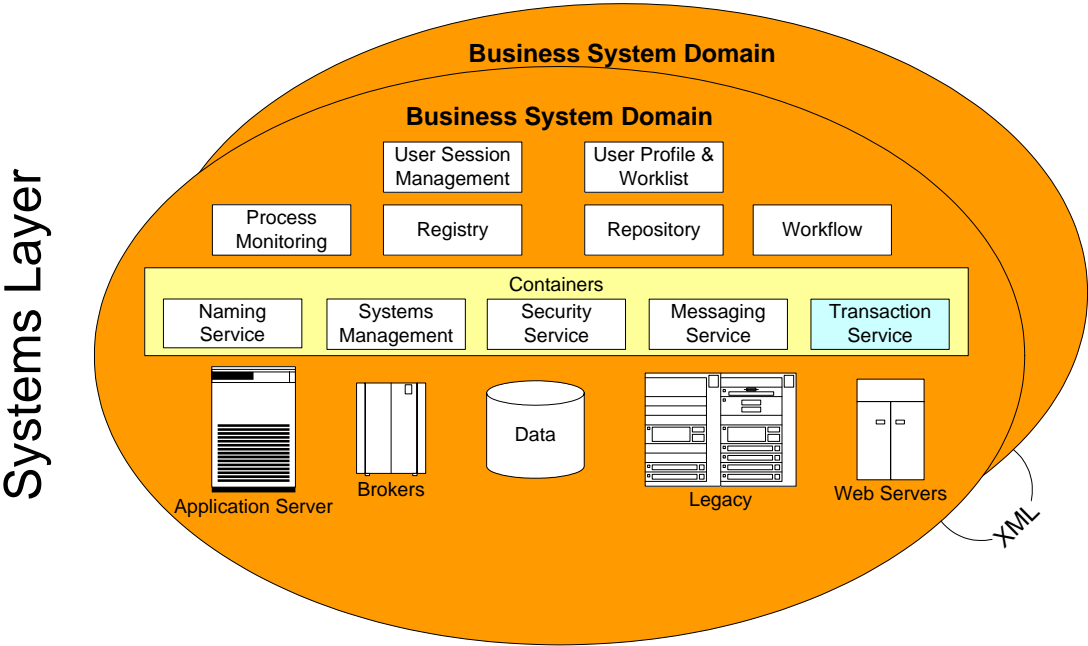 Systems Layer
Business System Domain
Business System Domain
User Session
Management
User Profile &
Worklist
Process
Monitoring
Registry
Repository
Workflow
Containers
Naming
Service
Systems
Management
Security
Service
Messaging
Service
Transaction
Service
Data
Application Server
Brokers
Legacy
Web Servers
XML